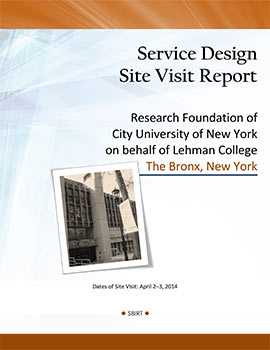 Service Design
Site Visit Report
Research Foundation of
City University of New York
on behalf of Lehman College
The Bronx, New York
Dates of Site Visit: April 2–3, 2014
◆ SBIRT ◆